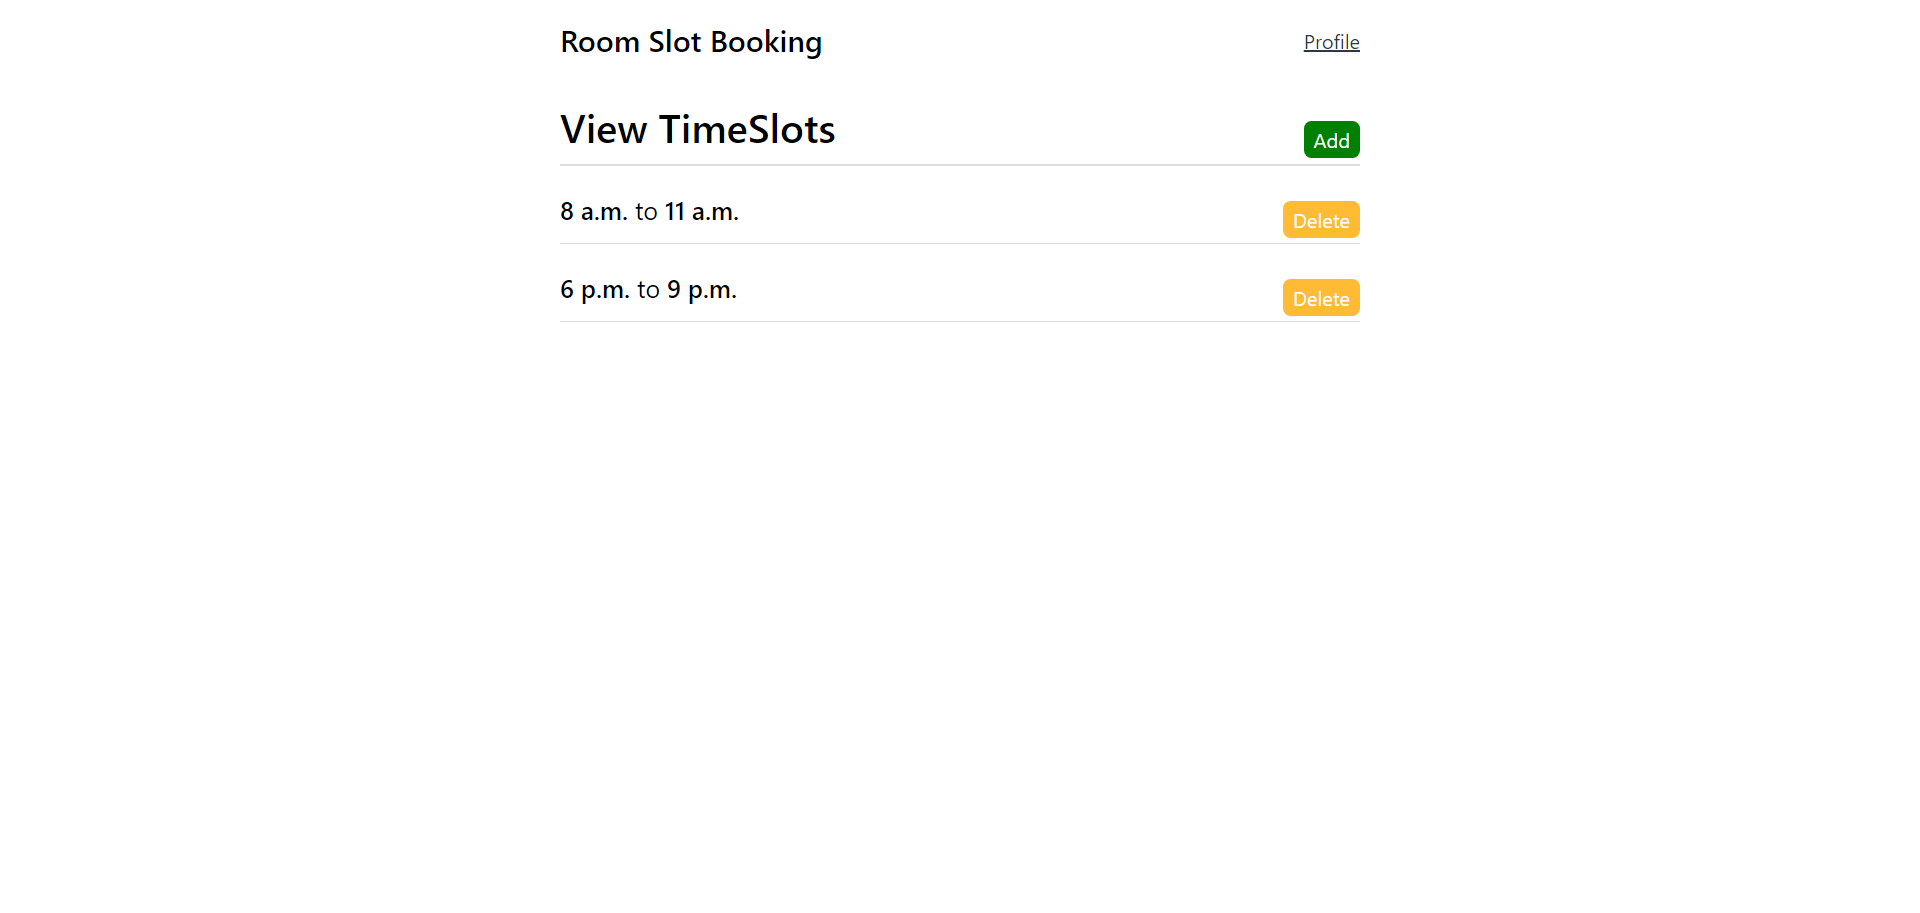 Room Slot Booking Profile
View TimeSlots Add
8 a.m. to 11 a.m. Delete
6 p.m. to 9 p.m. Delete